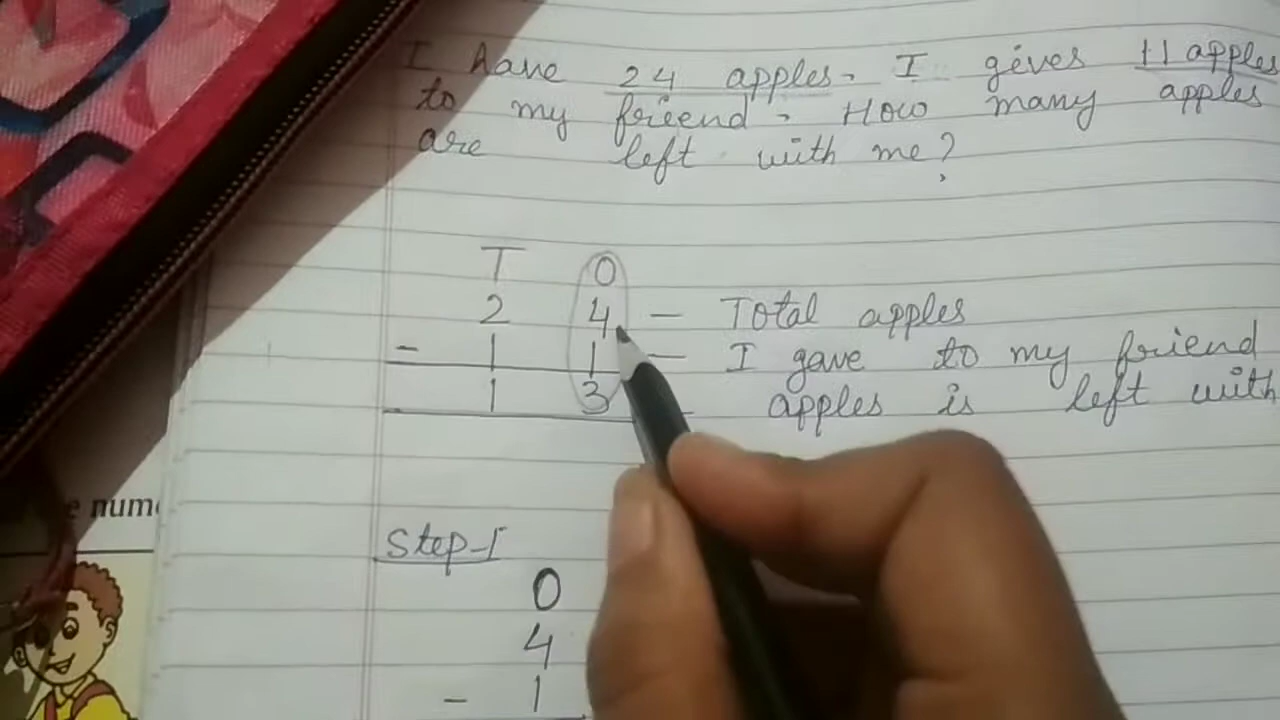 I have 24 apples. I gives 11 apples
to my friend. How many apples
are left with me?
T O
2 4 - Total apples
- 1 1 - I gave to my friend
1 3 - apples is left with
e num
Step-I
O
4
- 1